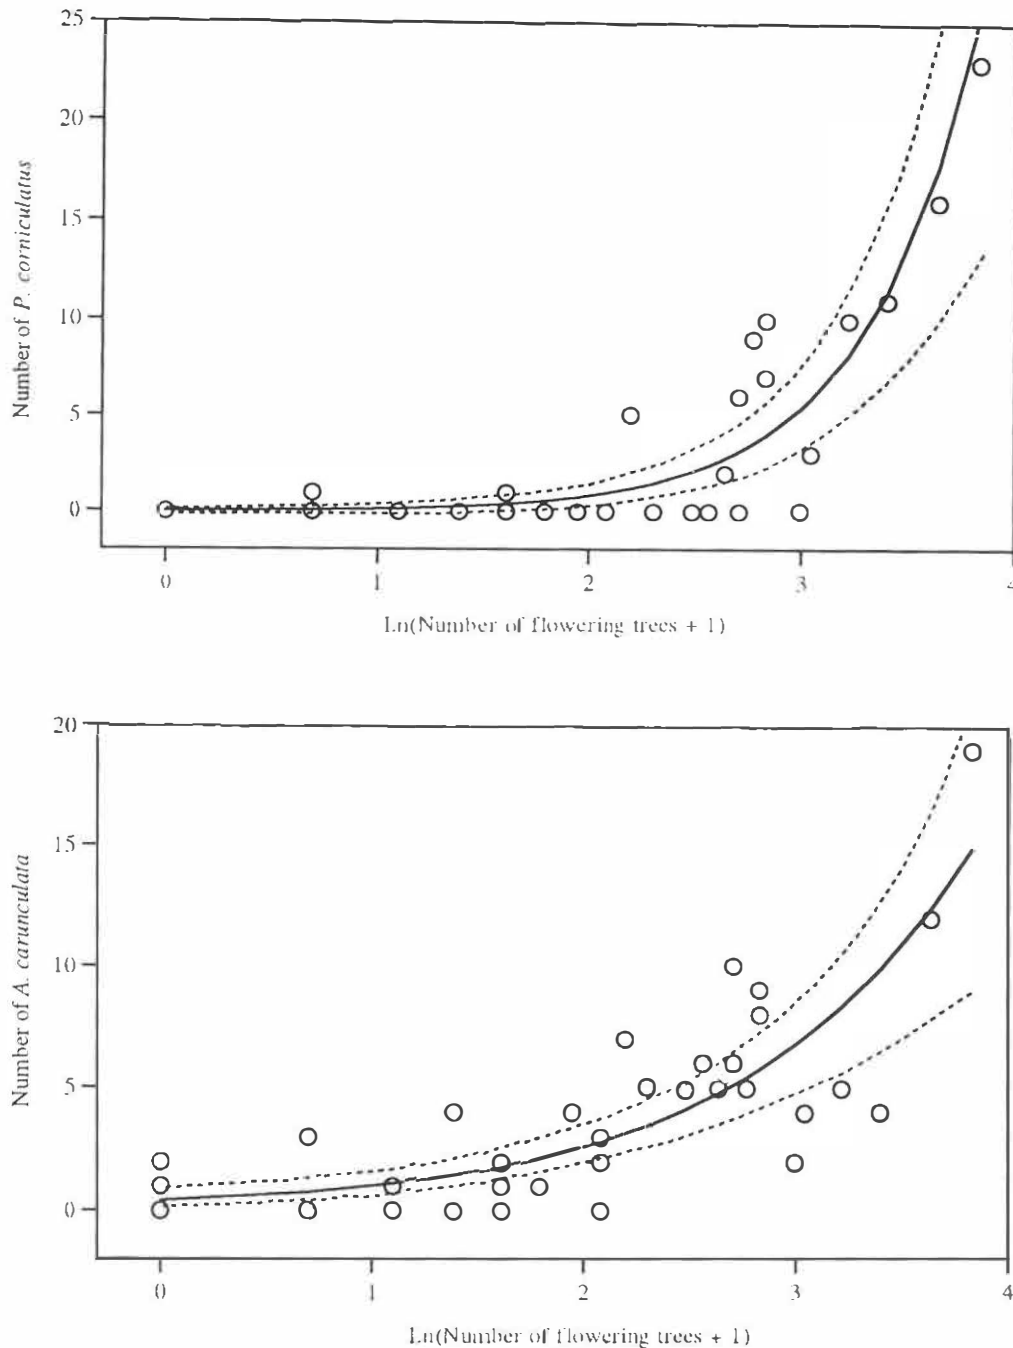 25
20
15
10
5
0
Number of P. corniculatus
0 1 2 3 4
Ln(Number of flowering trees + 1)
20
15
10
5
0
Number of A. carunculata
0 1 2 3 4
Ln(Number of flowering trees + 1)